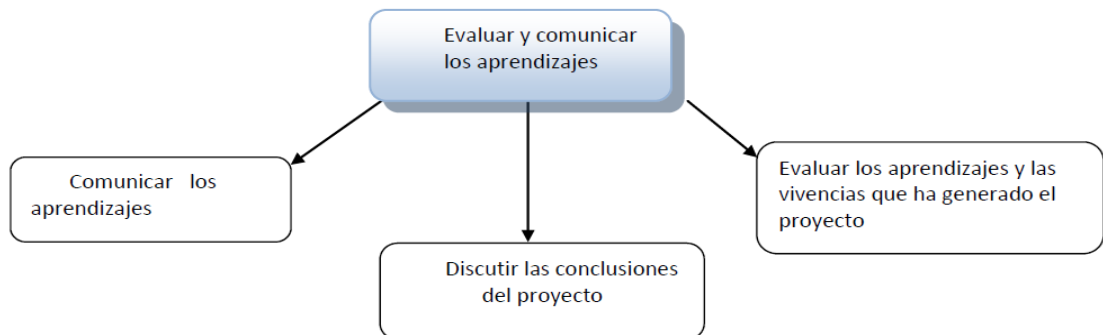 Evaluar y comunicar
los aprendizajes
Comunicar los
aprendizajes
Discutir las conclusiones
del proyecto
Evaluar los aprendizajes y las
vivencias que ha generado el
proyecto